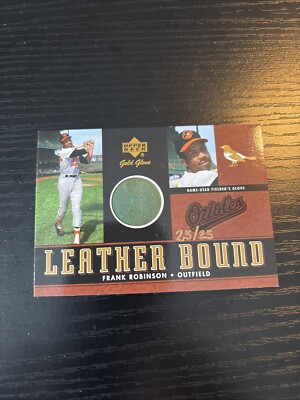 UPPER DECK
Gold Glove
GAME-USED FIELDER'S GLOVE
Orioles
25/25
LEATHER BOUND
FRANK ROBINSON • OUTFIELD